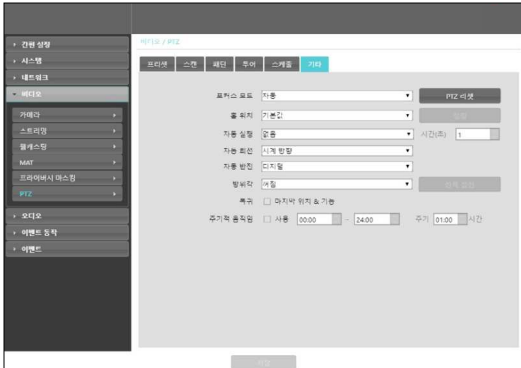 비디오 / PTZ
간편 설정
시스템
네트워크
비디오
카메라
스트리밍
웹캐스팅
MAT
프라이버시 마스킹
PTZ
오디오
이벤트 동작
이벤트
프리셋 스캔 패턴 투어 스케줄 기타
포커스 모드 자동 PTZ 리셋
홈 위치 기본값 설정
자동 실행 없음 시간(초) 1
자동 회전 시계 방향
자동 반전 디지털
방위각 꺼짐
복귀 마지막 위치 & 기능
주기적 움직임 사용 00:00 - 24:00 주기 01:00 시간
저장